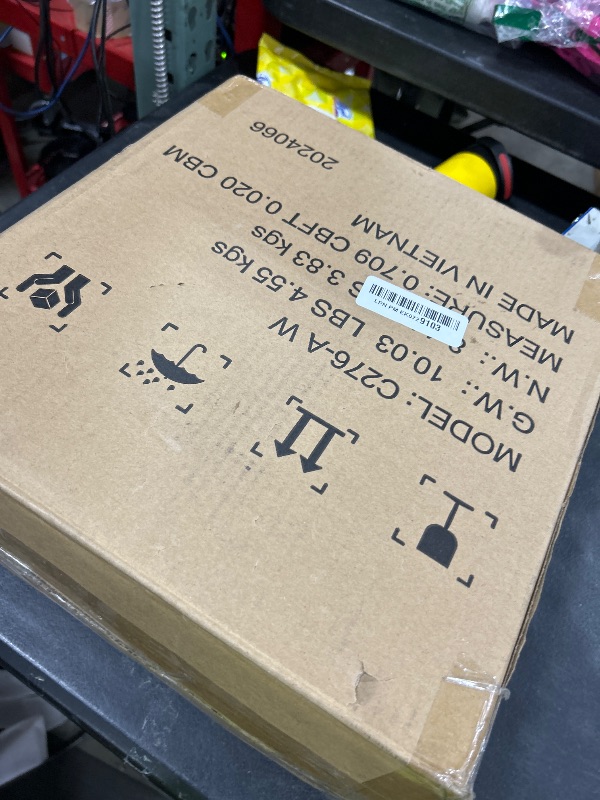 MODEL: C276-A W
G.W.: 10.03 LBS 4.55 kgs
N.W.: 3.83 kgs
MEASURE: 0.709 CBFT 0.020 CBM
MADE IN VIETNAM
2024066
9103